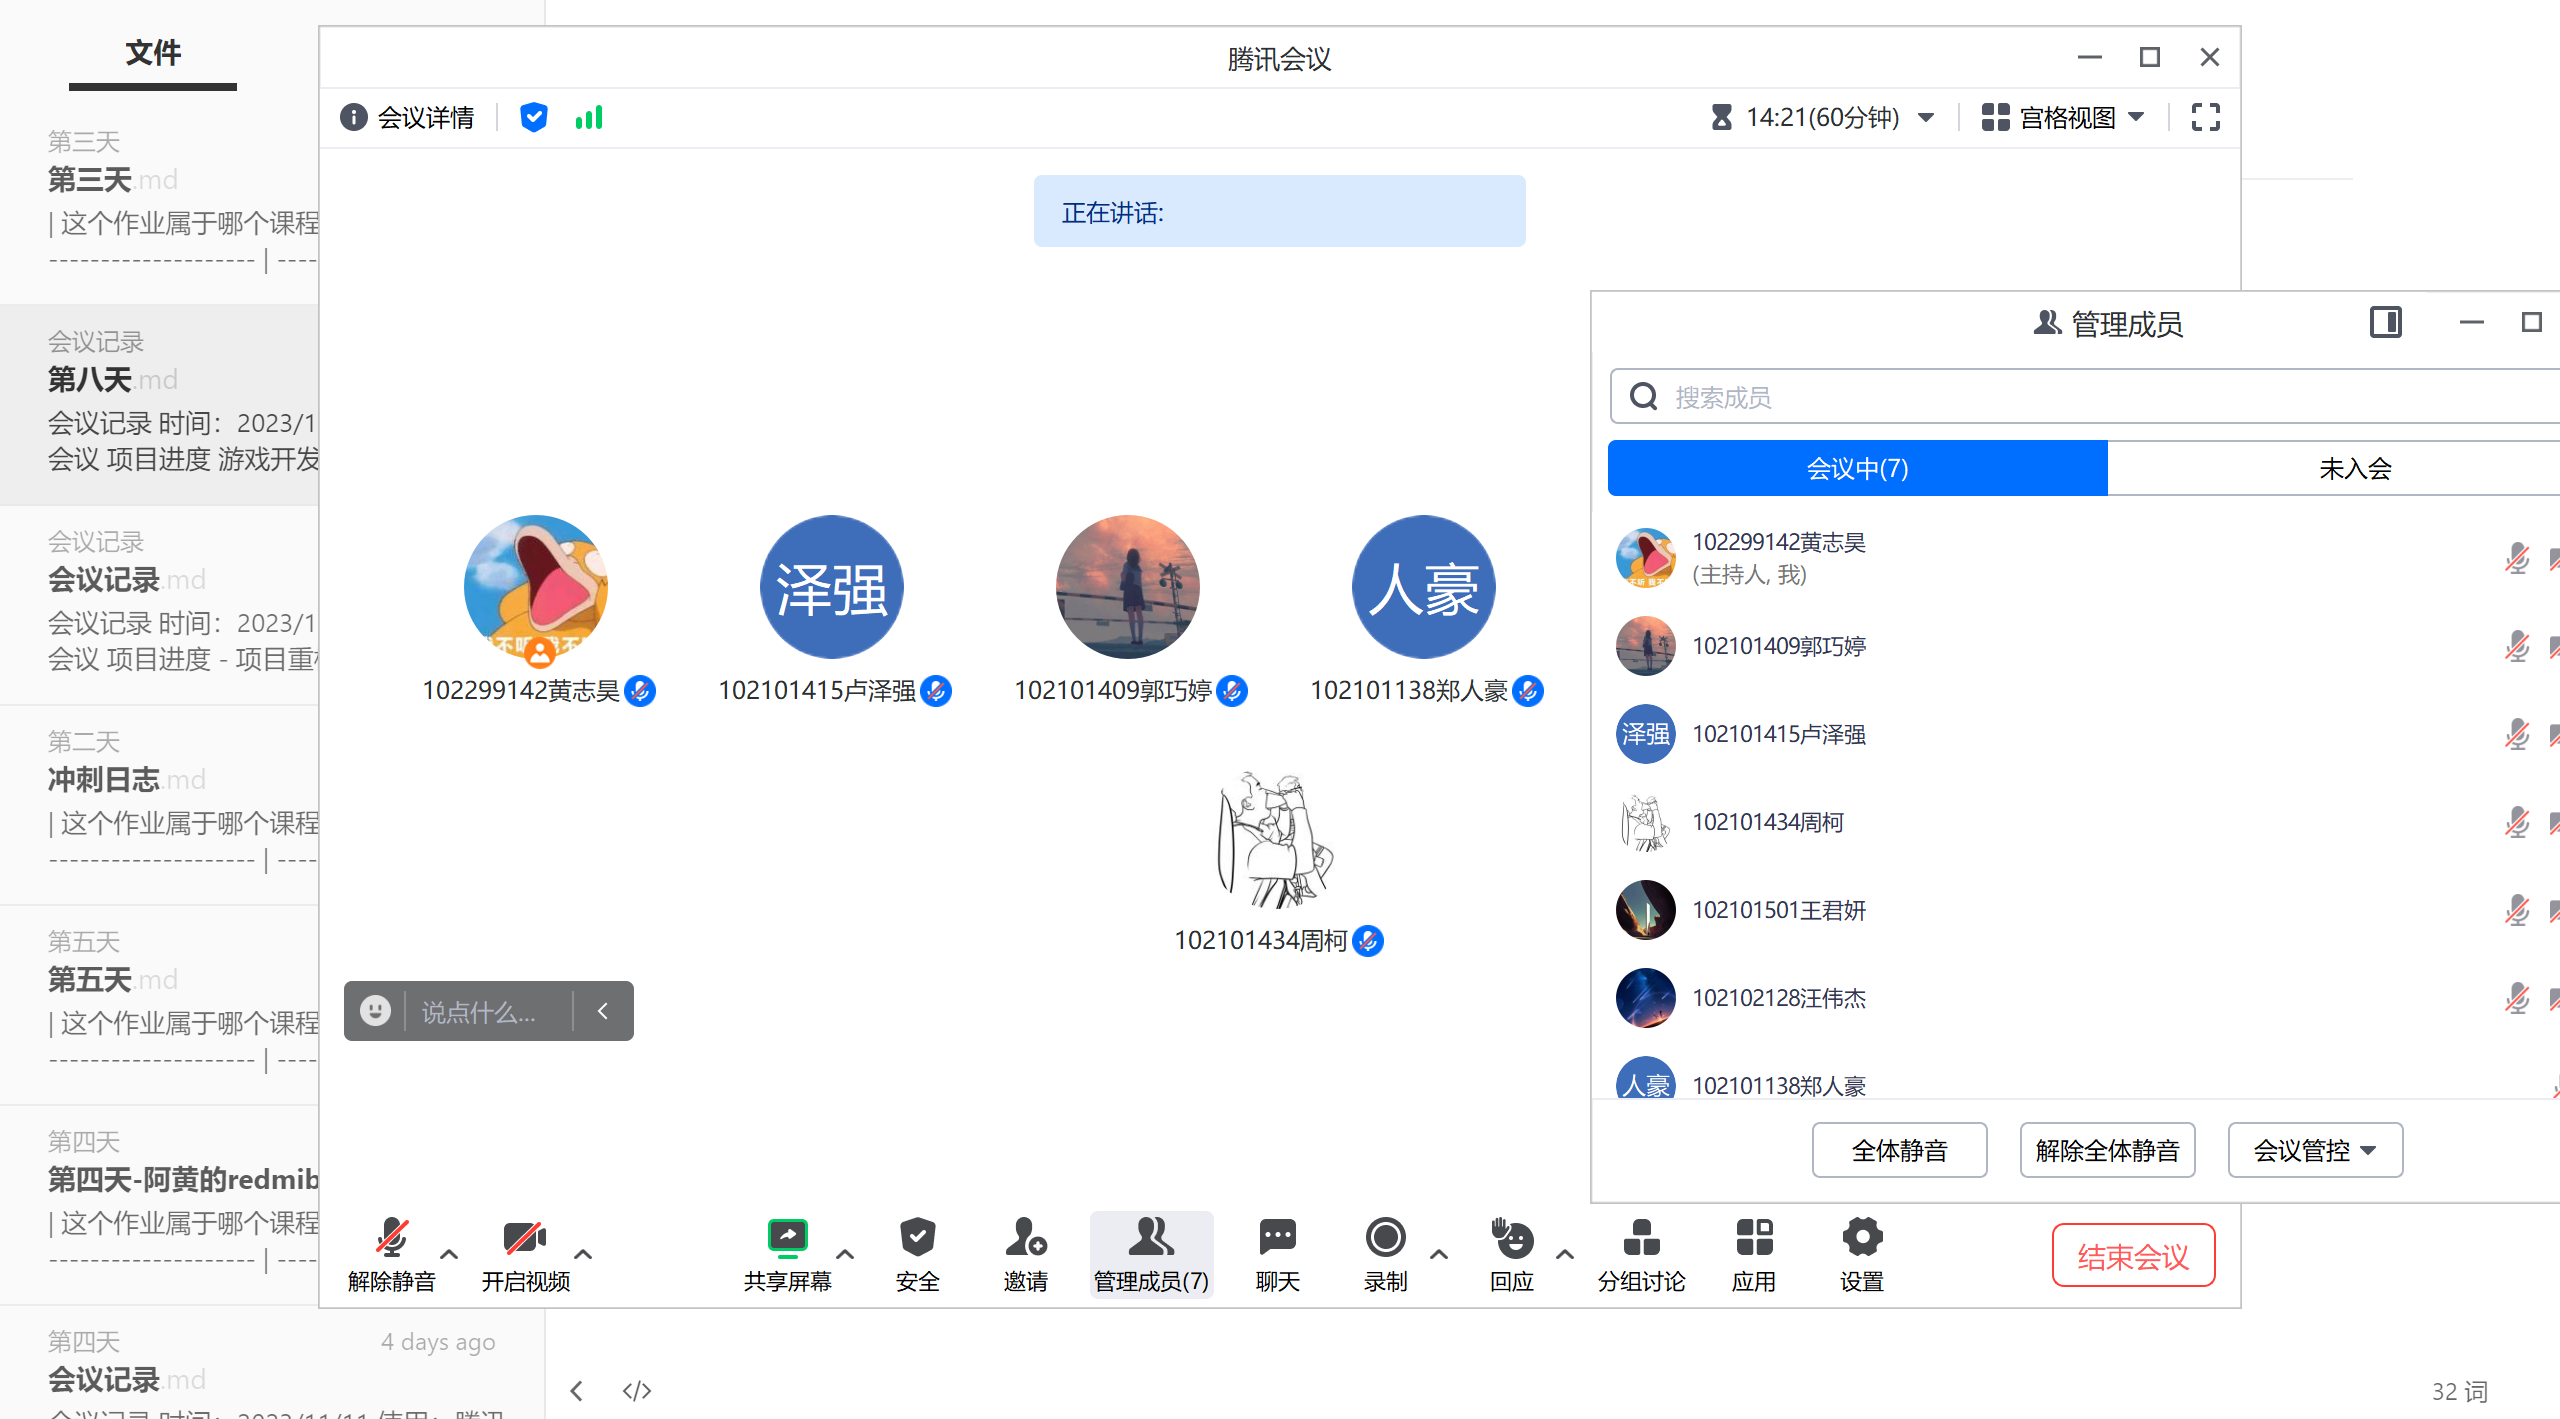 文件
第三天
第三天.md
| 这个作业属于哪个课程
-------------------- | ----
会议记录
第八天.md
会议记录 时间：2023/1
会议 项目进度 游戏开发
会议记录
会议记录.md
会议记录 时间：2023/1
会议 项目进度 - 项目重
第二天
冲刺日志.md
| 这个作业属于哪个课程
-------------------- | ----
第五天
第五天.md
| 这个作业属于哪个课程
-------------------- | ----
第四天
第四天-阿黄的redmib
| 这个作业属于哪个课程
-------------------- | ----
第四天 4 days ago
会议记录.md
会议记录 时间：2023/11/11 使用：腾讯
腾讯会议
会议详情
14:21(60分钟)
宫格视图
正在讲话:
泽强
人豪
102299142黄志昊
102101415卢泽强
102101409郭巧婷
102101138郑人豪
102101434周柯
说点什么...
管理成员
搜索成员
会议中(7)
未入会
102299142黄志昊
(主持人, 我)
102101409郭巧婷
泽强
102101415卢泽强
102101434周柯
102101501王君妍
102102128汪伟杰
人豪
102101138郑人豪
全体静音
解除全体静音
会议管控
解除静音
开启视频
共享屏幕
安全
邀请
管理成员(7)
聊天
录制
回应
分组讨论
应用
设置
结束会议
</>
32 词